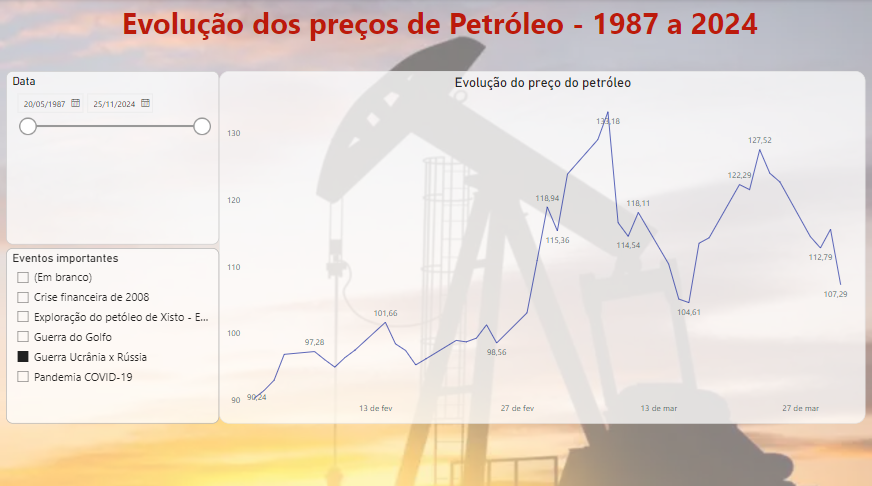 Evolução dos preços de Petróleo - 1987 a 2024
Data
20/05/1987 25/11/2024
Eventos importantes
(Em branco)
Crise financeira de 2008
Exploração do petóleo de Xisto - E...
Guerra do Golfo
Guerra Ucrânia x Rússia
Pandemia COVID-19
Evolução do preço do petróleo
130
120
110
100
90
90,24
97,28
101,66
98,56
118,94
115,36
133,18
114,54
118,11
104,61
122,29
127,52
112,79
107,29
13 de fev
27 de fev
13 de mar
27 de mar